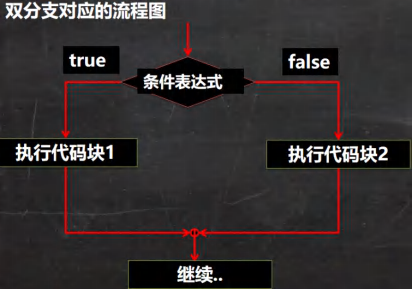 双分支对应的流程图
true
false
条件表达式
执行代码块1
执行代码块2
继续..